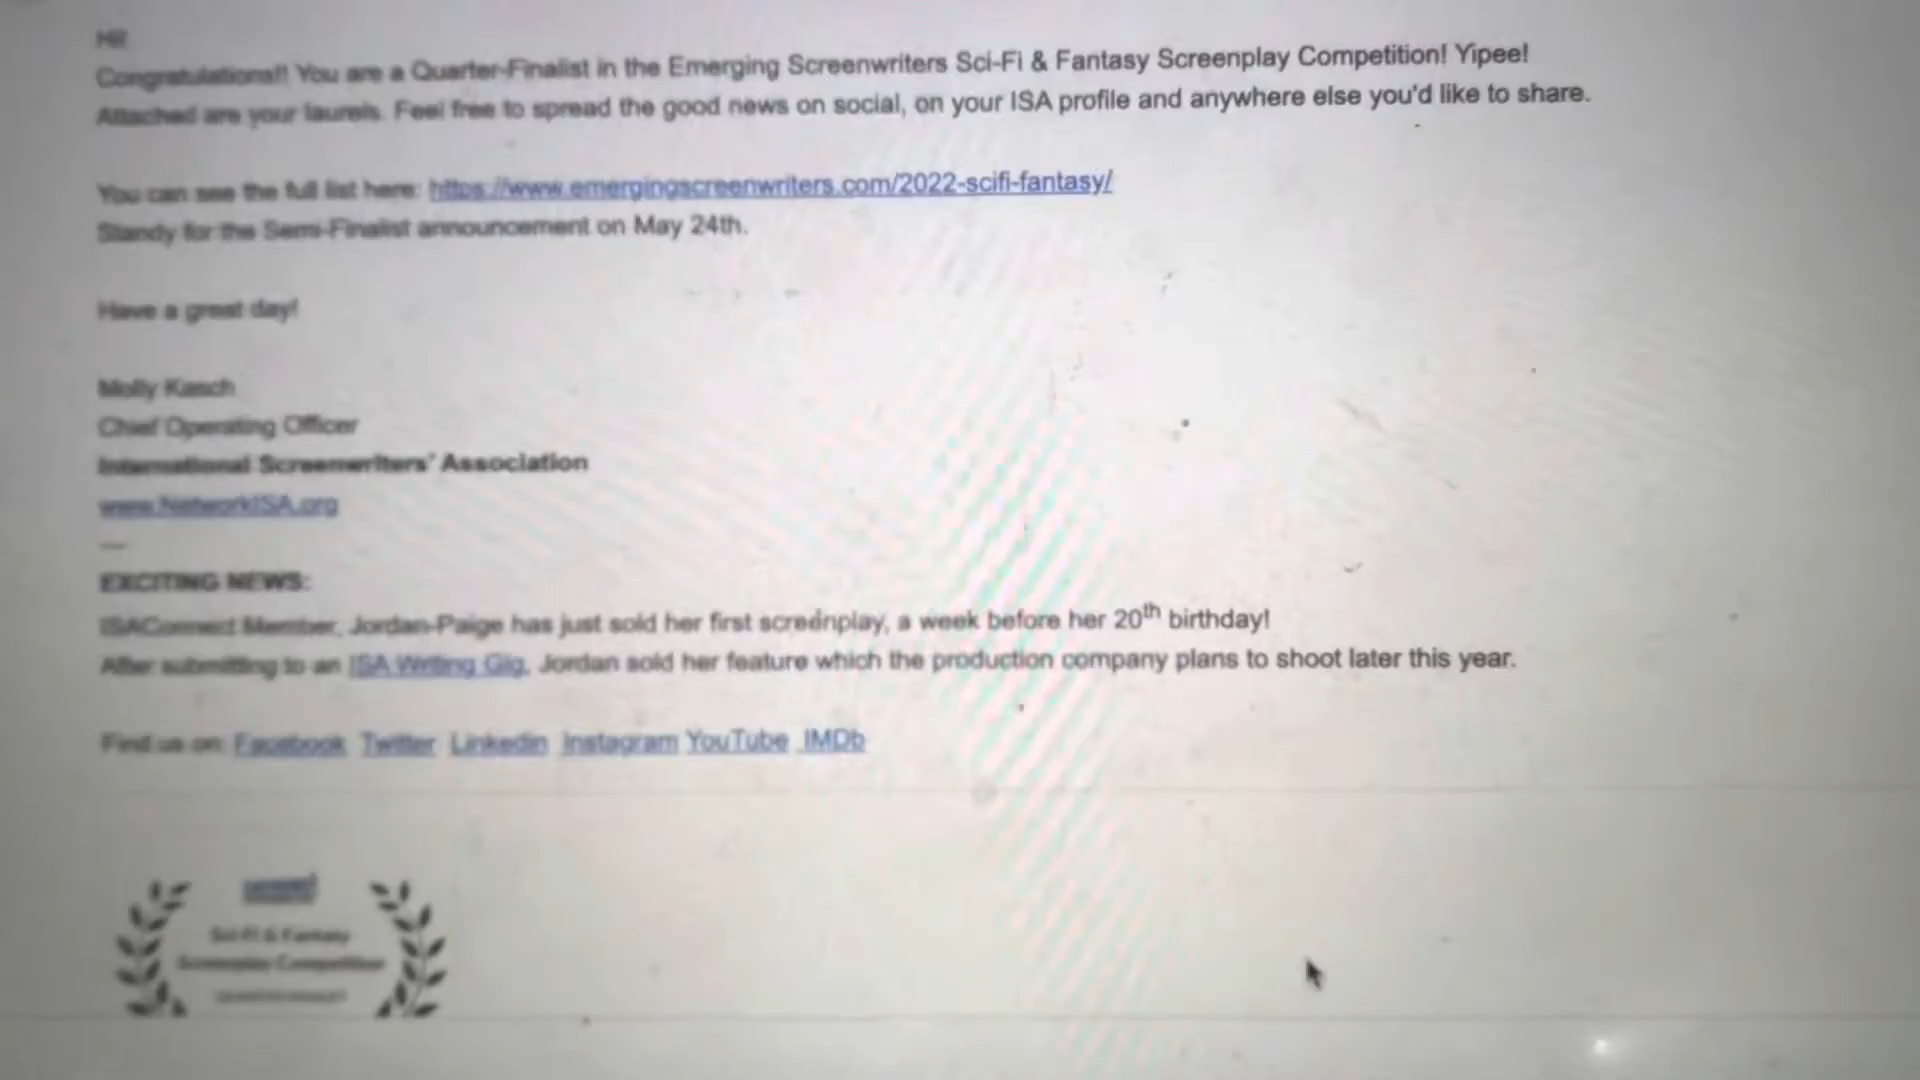 Hi!
Congratulations!! You are a Quarter-Finalist in the Emerging Screenwriters Sci-Fi & Fantasy Screenplay Competition! Yipee!
Attached are your laurels. Feel free to spread the good news on social, on your ISA profile and anywhere else you'd like to share.
You can see the full list here: https://www.emergingscreenwriters.com/2022-scifi-fantasy/
Standy for the Semi-Finalist announcement on May 24th.
Have a great day!
Molly Kasch
Chief Operating Officer
International Screenwriters' Association
www.NetworkISA.org
—
EXCITING NEWS:
ISAConnect Member, Jordan-Paige has just sold her first screenplay, a week before her 20th birthday!
After submitting to an ISA Writing Gig, Jordan sold her feature which the production company plans to shoot later this year.
Find us on: Facebook Twitter Linkedin Instagram YouTube IMDb
Sci-Fi & Fantasy
Screenplay Competition